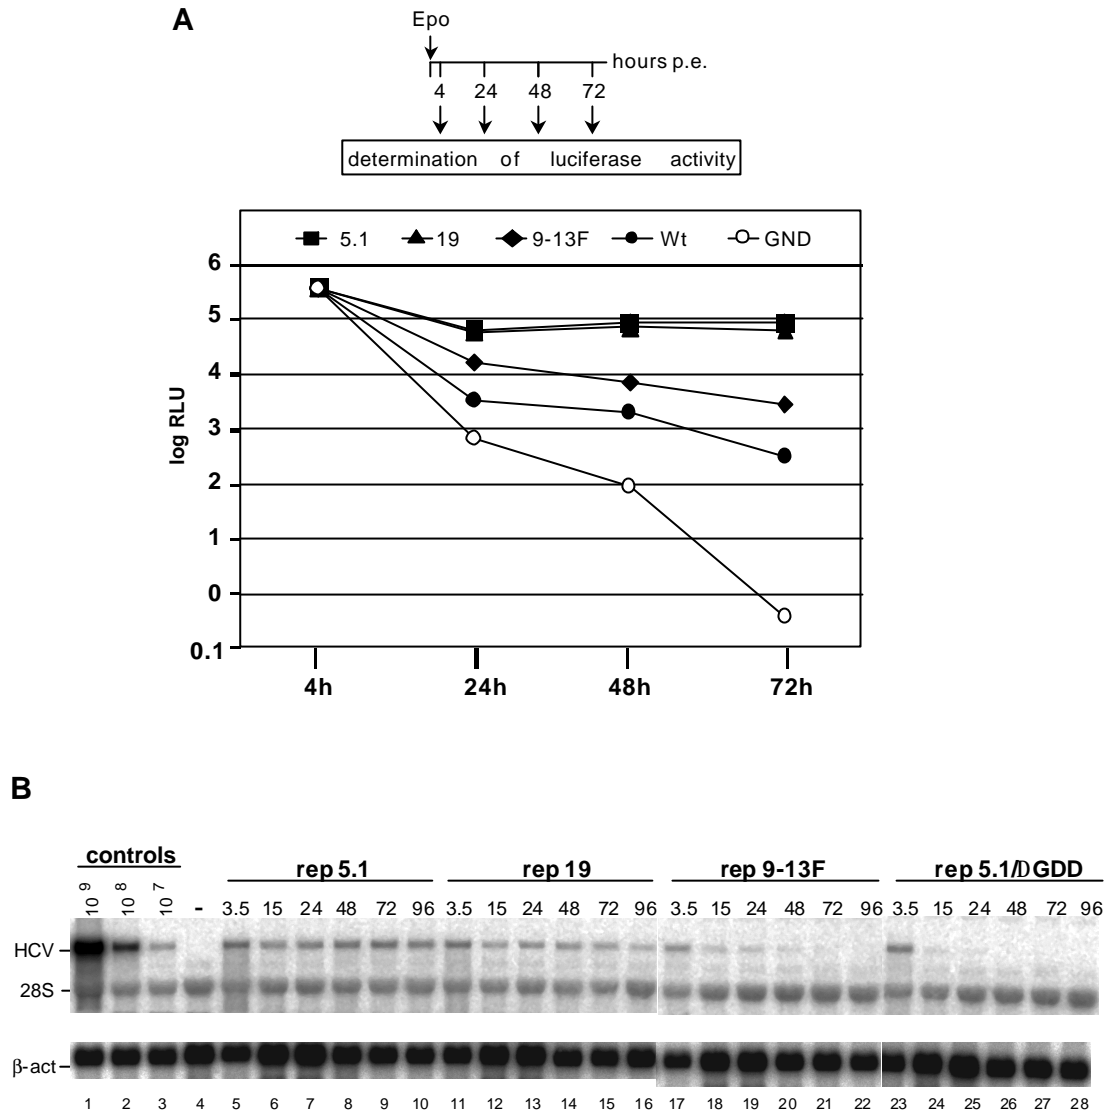 A
Epo
hours p.e.
4 24 48 72
determination of luciferase activity
5.1 19 9-13F Wt GND
6
5
4
3
2
1
0
0.1
log RLU
4h 24h 48h 72h
B
controls rep 5.1 rep 19 rep 9-13F rep 5.1/DGDD
10 9 10 8 10 7 - 3.5 15 24 48 72 96 3.5 15 24 48 72 96 3.5 15 24 48 72 96 3.5 15 24 48 72 96
HCV
28S
β-act
1 2 3 4 5 6 7 8 9 10 11 12 13 14 15 16 17 18 19 20 21 22 23 24 25 26 27 28